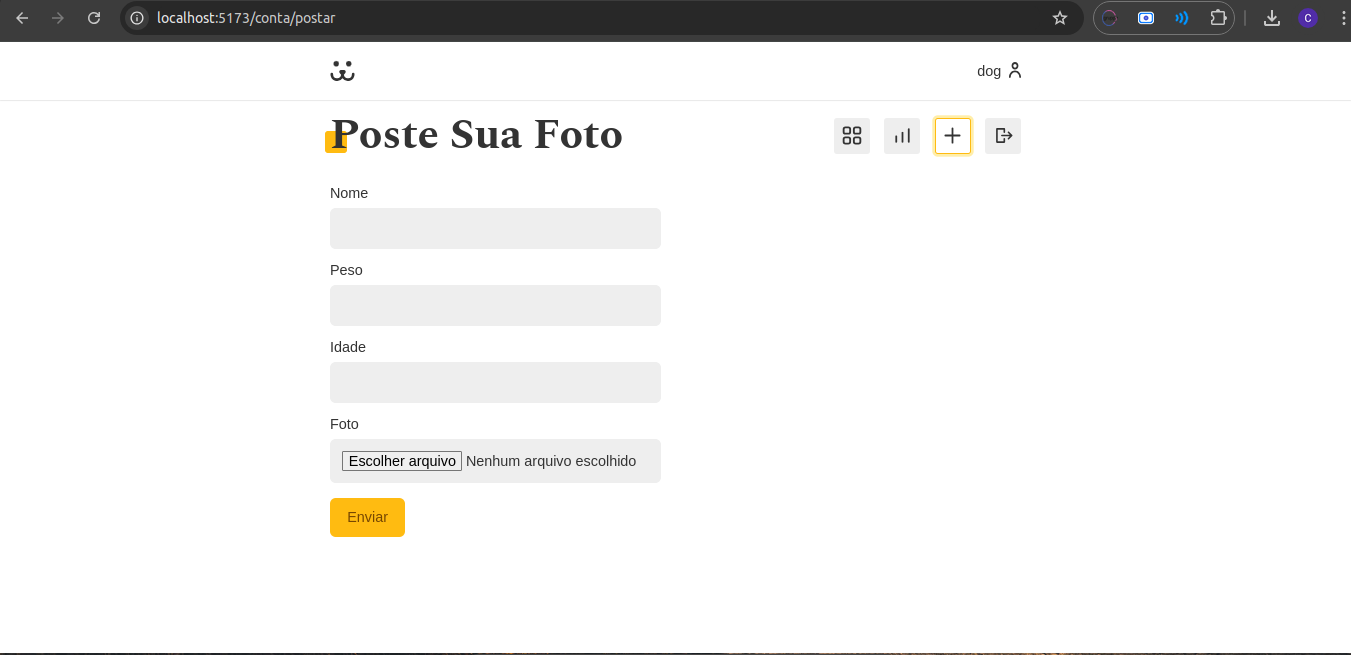 localhost:5173/conta/postar
C
dog
Poste Sua Foto
Nome
Peso
Idade
Foto
Escolher arquivo Nenhum arquivo escolhido
Enviar